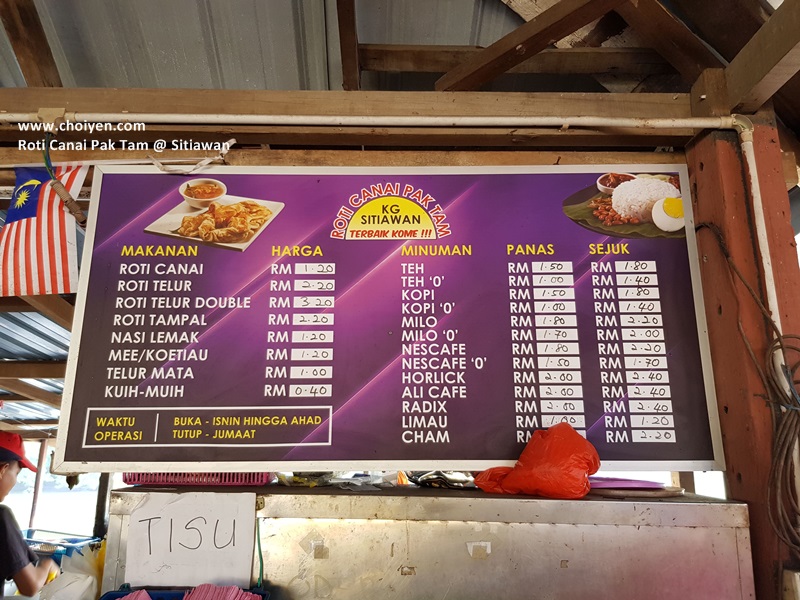 www.choiyen.com
Roti Canai Pak Tam @ Sitiawan
ROTI CANAI PAK TAM
KG
SITIAWAN
TERBAIK KOME !!!
MAKANAN HARGA
ROTI CANAI RM 1.20
ROTI TELUR RM 2.20
ROTI TELUR DOUBLE RM 3.20
ROTI TAMPAL RM 2.20
NASI LEMAK RM 1.20
MEE/KOETIAU RM 1.20
TELUR MATA RM 1.00
KUIH-MUIH RM 0.40
MINUMAN PANAS SEJUK
TEH RM 1.50 RM 1.80
TEH 'O' RM 1.00 RM 1.40
KOPI RM 1.50 RM 1.80
KOPI 'O' RM 1.00 RM 1.40
MILO RM 1.80 RM 2.20
MILO 'O' RM 1.70 RM 2.00
NESCAFE RM 1.80 RM 2.20
NESCAFE 'O' RM 1.50 RM 1.70
HORLICK RM 2.00 RM 2.40
ALI CAFE RM 2.00 RM 2.40
RADIX RM 2.00 RM 2.40
LIMAU RM 1.00 RM 1.20
CHAM RM 2.20
WAKTU OPERASI
BUKA - ISNIN HINGGA AHAD
TUTUP - JUMAAT
TISU